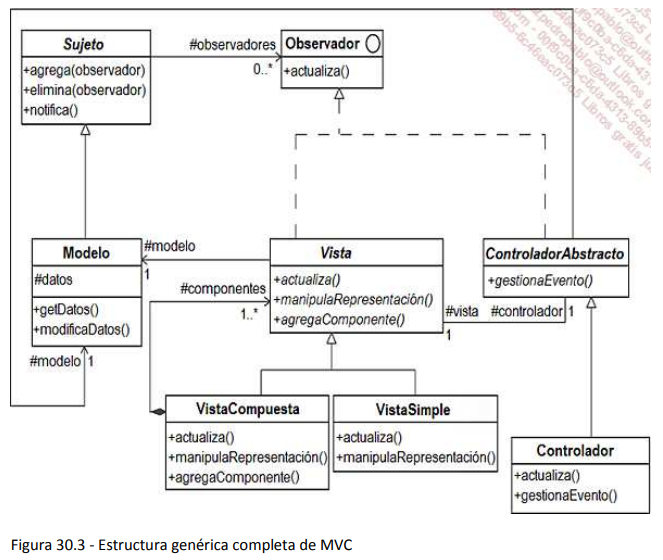 Sujeto
+agrega(observador)
+elimina(observador)
+notifica()
#observadores
0..*
Observador
+actualiza()
Modelo
#datos
+getDatos()
+modificaDatos()
#modelo
1
#modelo
1
#componentes
1..*
Vista
+actualiza()
+manipulaRepresentación()
+agregaComponente()
ControladorAbstracto
+gestionaEvento()
#vista
1
#controlador
1
VistaCompuesta
+actualiza()
+manipulaRepresentación()
+agregaComponente()
VistaSimple
+actualiza()
+manipulaRepresentación()
Controlador
+actualiza()
+gestionaEvento()
Figura 30.3 - Estructura genérica completa de MVC